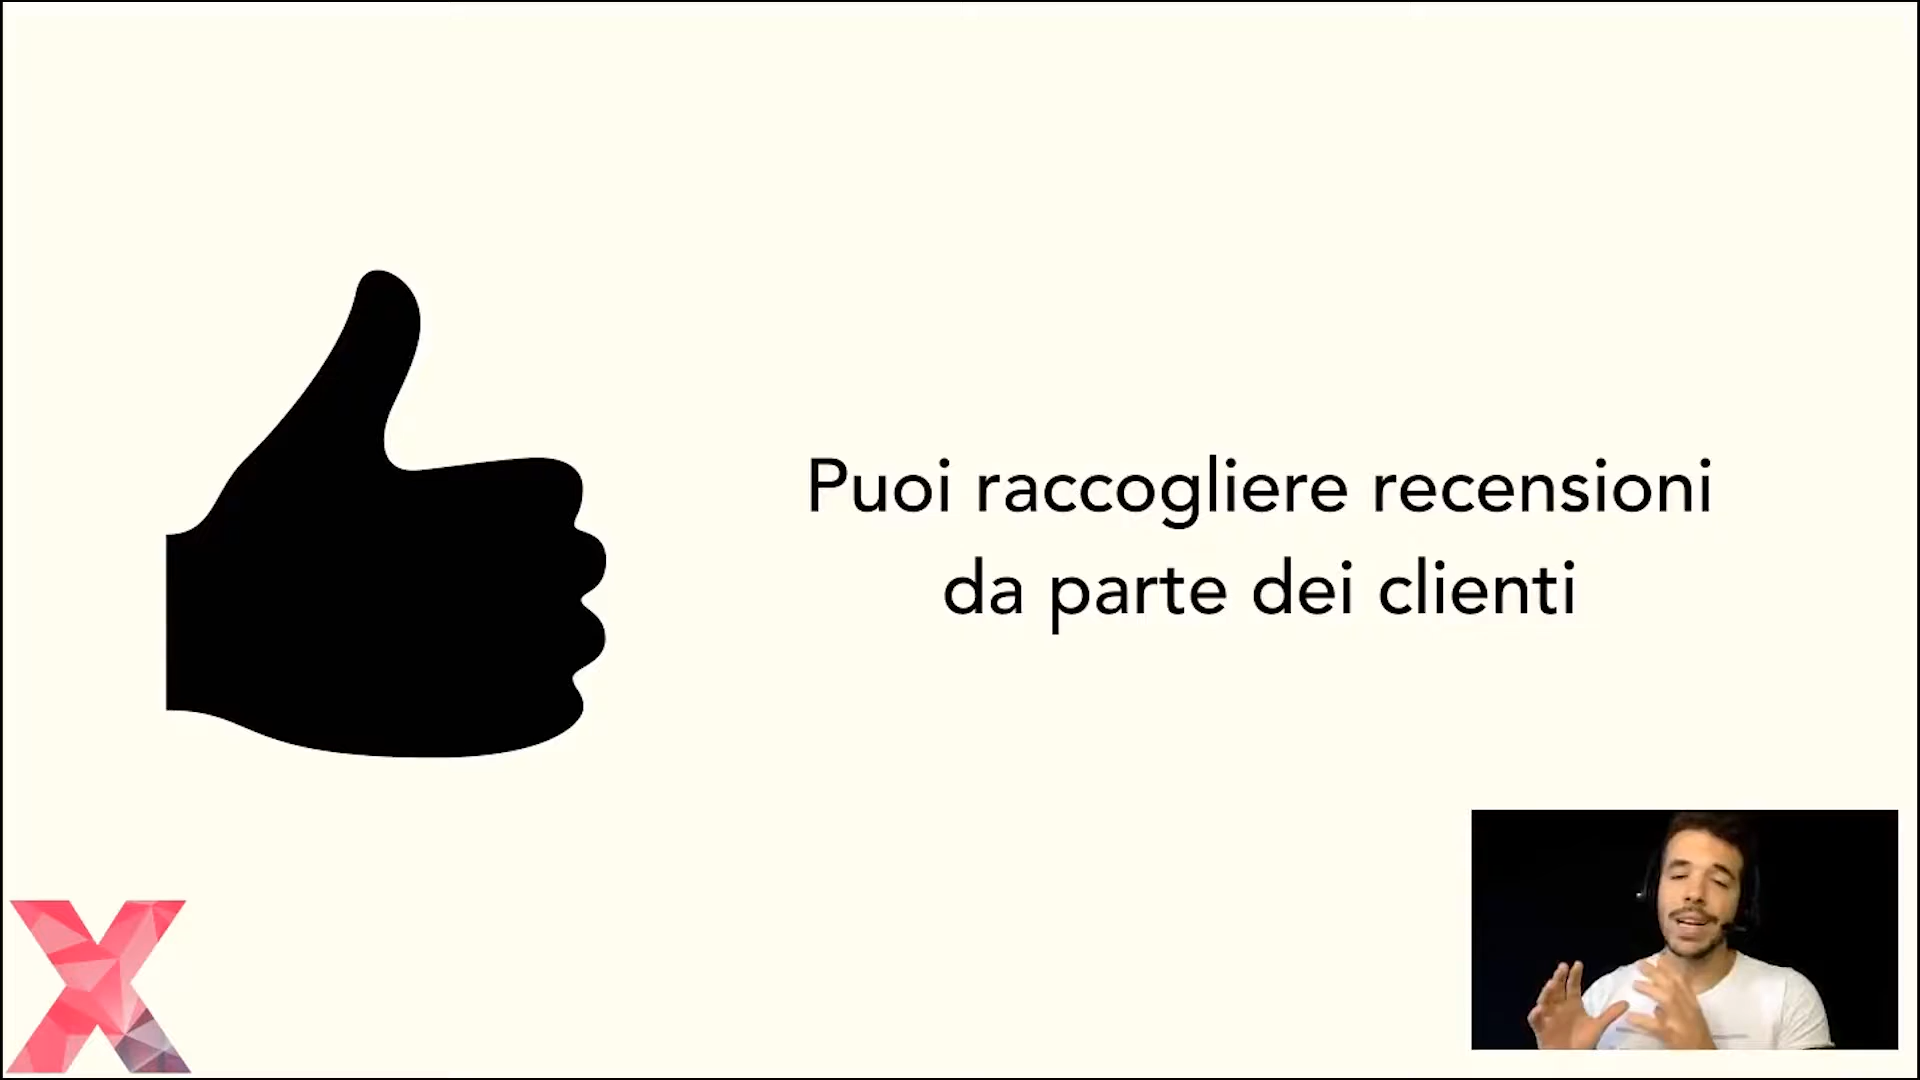 Puoi raccogliere recensioni
da parte dei clienti
X